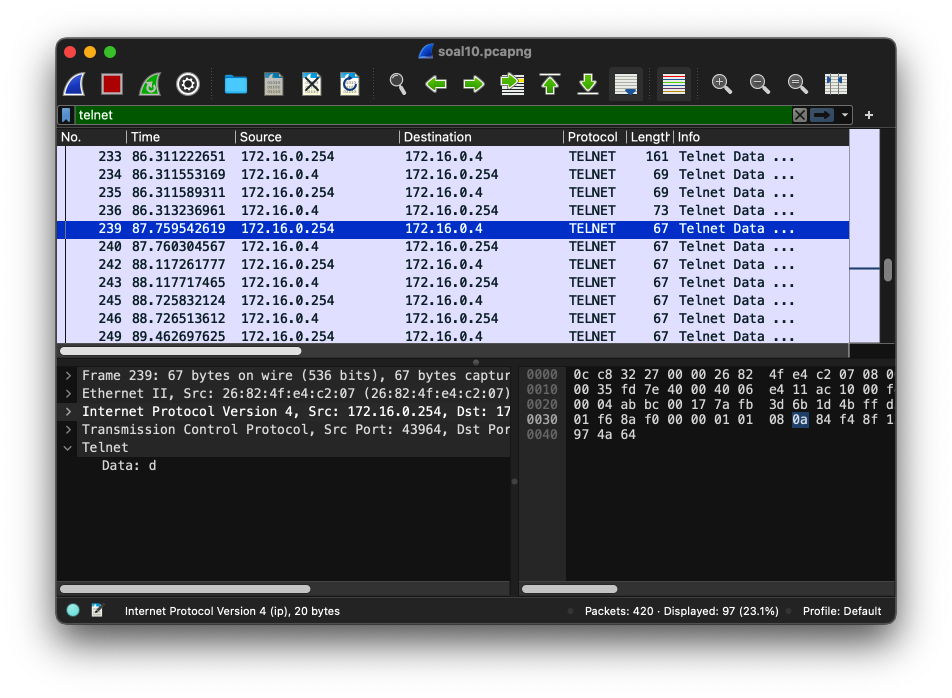 soal10.pcapng
telnet
No. Time Source Destination Protocol Length Info
233 86.311222651 172.16.0.254 172.16.0.4 TELNET 161 Telnet Data ...
234 86.311553169 172.16.0.4 172.16.0.254 TELNET 69 Telnet Data ...
235 86.311589311 172.16.0.254 172.16.0.4 TELNET 69 Telnet Data ...
236 86.313236961 172.16.0.4 172.16.0.254 TELNET 73 Telnet Data ...
239 87.759542619 172.16.0.254 172.16.0.4 TELNET 67 Telnet Data ...
240 87.760304567 172.16.0.4 172.16.0.254 TELNET 67 Telnet Data ...
242 88.117261777 172.16.0.254 172.16.0.4 TELNET 67 Telnet Data ...
243 88.117717465 172.16.0.4 172.16.0.254 TELNET 67 Telnet Data ...
245 88.725832124 172.16.0.254 172.16.0.4 TELNET 67 Telnet Data ...
246 88.726513612 172.16.0.4 172.16.0.254 TELNET 67 Telnet Data ...
249 89.462697625 172.16.0.254 172.16.0.4 TELNET 67 Telnet Data ...
Frame 239: 67 bytes on wire (536 bits), 67 bytes captur
Ethernet II, Src: 26:82:4f:e4:c2:07 (26:82:4f:e4:c2:07)
Internet Protocol Version 4, Src: 172.16.0.254, Dst: 17
Transmission Control Protocol, Src Port: 43964, Dst Por
Telnet
Data: d
0000 0c c8 32 27 00 00 26 82 4f e4 c2 07 08 0
0010 00 35 fd 7e 40 00 40 06 e4 11 ac 10 00 f
0020 00 04 ab bc 00 17 7a fb 3d 6b 1d 4b ff d
0030 01 f6 8a f0 00 00 01 01 08 0a 84 f4 8f 1
0040 97 4a 64
Internet Protocol Version 4 (ip), 20 bytes Packets: 420 · Displayed: 97 (23.1%) Profile: Default